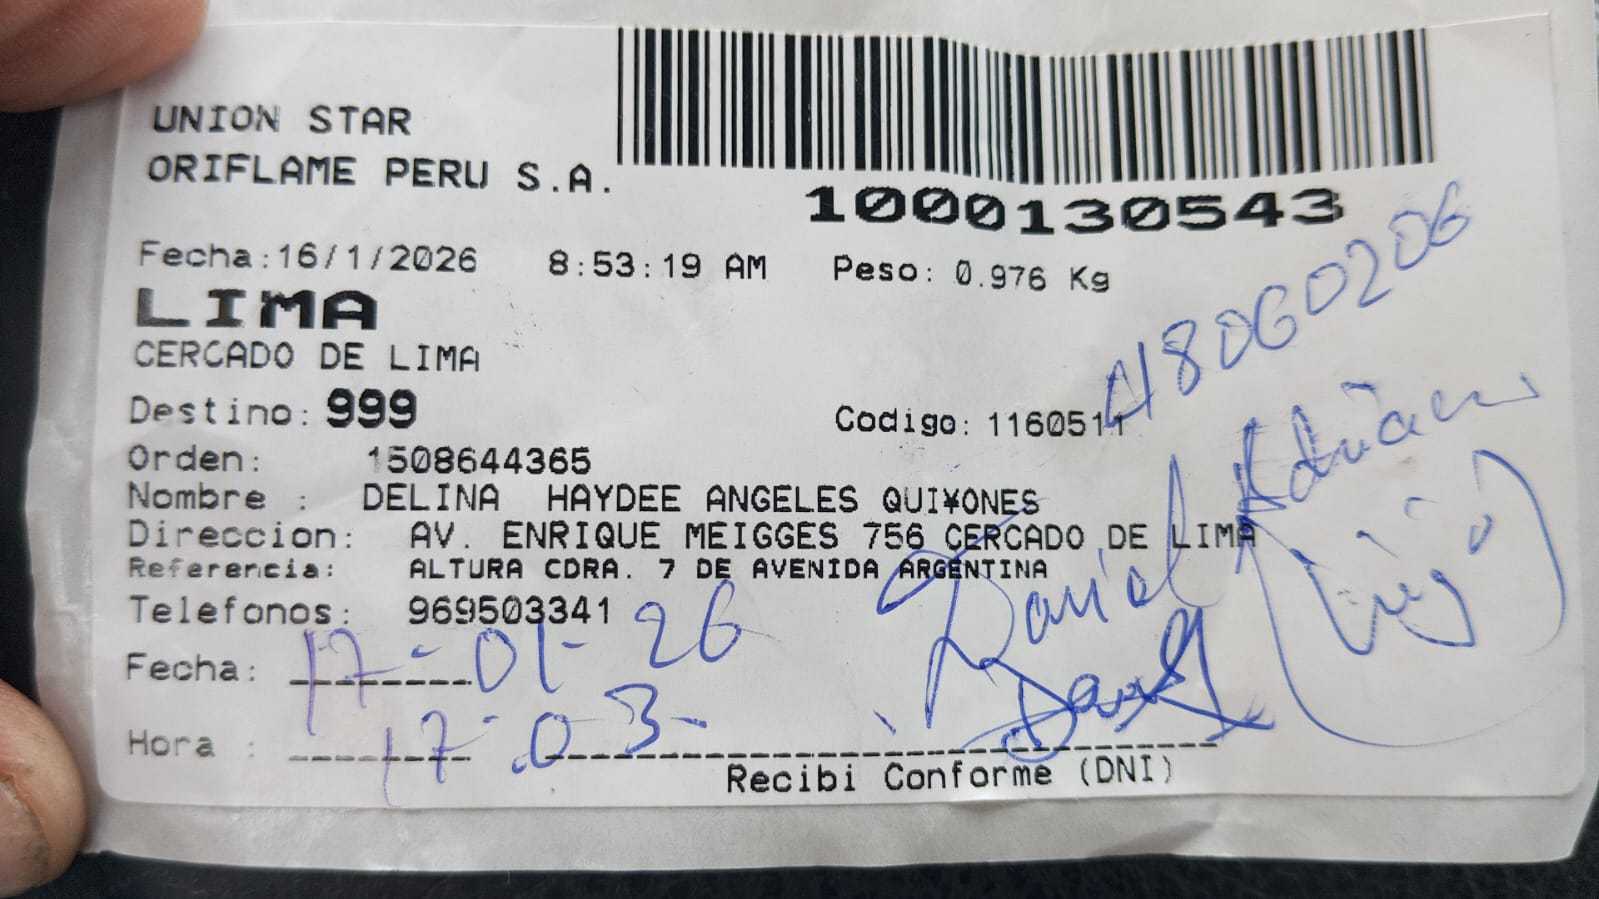 UNION STAR
ORIFLAME PERU S.A.
1000130543
Fecha:16/1/2026 8:53:19 AM Peso: 0.976 Kg
LIMA
CERCADO DE LIMA
Destino: 999 Codigo: 1160511
Orden: 1508644365
Nombre : DELINA HAYDEE ANGELES QUI¥ONES
Direccion: AV. ENRIQUE MEIGGES 756 CERCADO DE LIMA
Referencia: ALTURA CDRA. 7 DE AVENIDA ARGENTINA
Telefonos: 969503341
Fecha: 17-01-26
Hora : 17-03-
Daniel
Recibi Conforme (DNI)